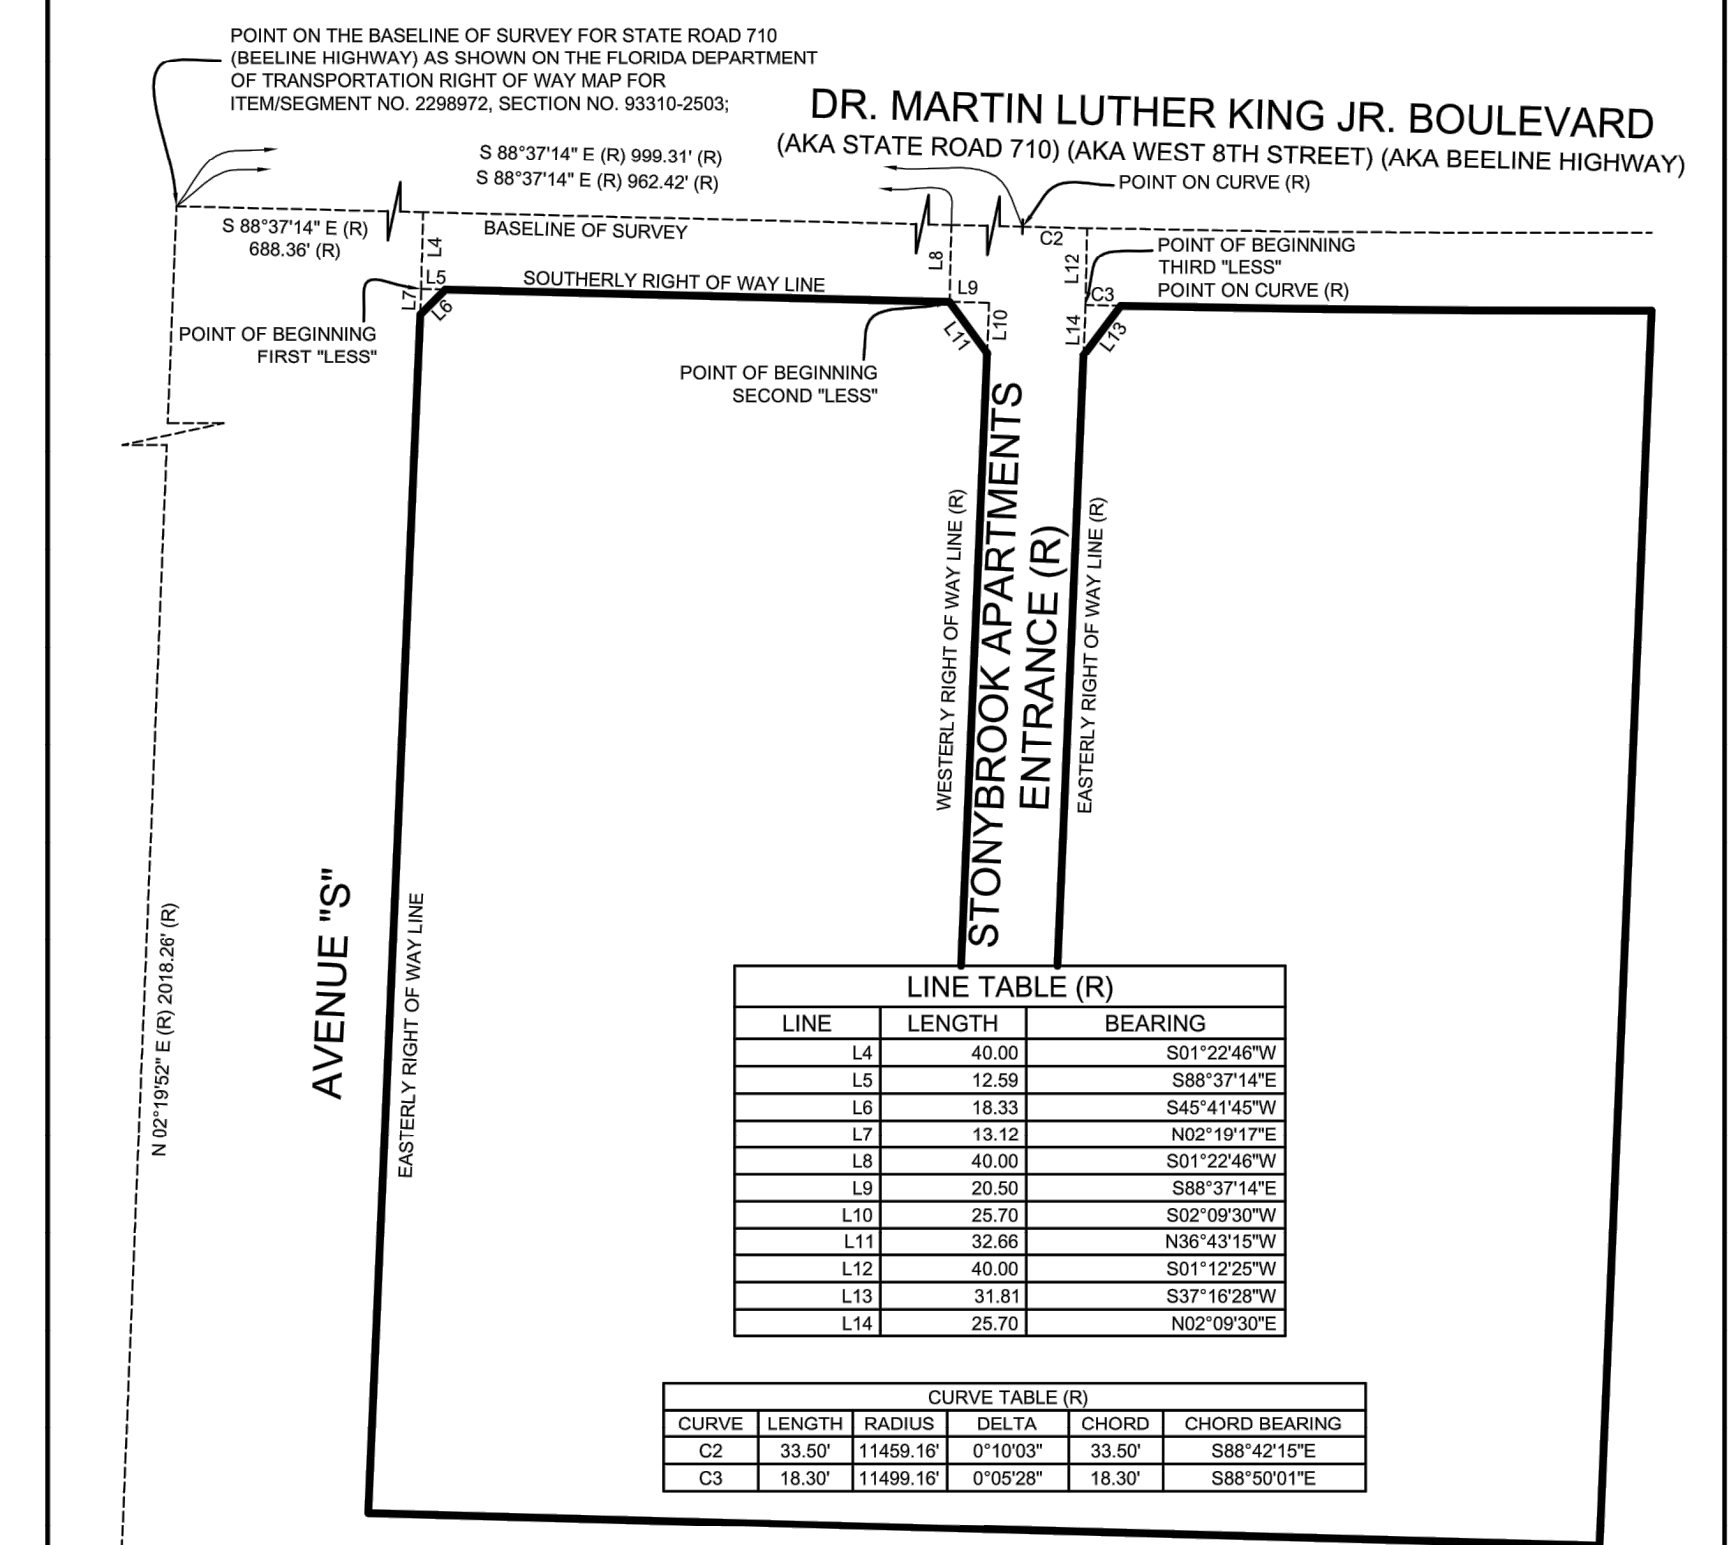 POINT ON THE BASELINE OF SURVEY FOR STATE ROAD 710
(BEELINE HIGHWAY) AS SHOWN ON THE FLORIDA DEPARTMENT
OF TRANSPORTATION RIGHT OF WAY MAP FOR
ITEM/SEGMENT NO. 2298972, SECTION NO. 93310-2503;
DR. MARTIN LUTHER KING JR. BOULEVARD
(AKA STATE ROAD 710) (AKA WEST 8TH STREET) (AKA BEELINE HIGHWAY)
S 88°37'14" E (R) 999.31' (R)
S 88°37'14" E (R) 962.42' (R)
POINT ON CURVE (R)
S 88°37'14" E (R)
688.36' (R)
L4
BASELINE OF SURVEY
L8
C2
L12
POINT OF BEGINNING
THIRD "LESS"
POINT ON CURVE (R)
L5
SOUTHERLY RIGHT OF WAY LINE
L9
C3
L7
L6
L10
L11
L14
L13
POINT OF BEGINNING
FIRST "LESS"
POINT OF BEGINNING
SECOND "LESS"
WESTERLY RIGHT OF WAY LINE (R)
STONYBROOK APARTMENTS
ENTRANCE (R)
EASTERLY RIGHT OF WAY LINE (R)
N 02°19'52" E (R) 2018.26' (R)
AVENUE "S"
EASTERLY RIGHT OF WAY LINE
LINE TABLE (R)
LINE LENGTH BEARING
L4 40.00 S01°22'46"W
L5 12.59 S88°37'14"E
L6 18.33 S45°41'45"W
L7 13.12 N02°19'17"E
L8 40.00 S01°22'46"W
L9 20.50 S88°37'14"E
L10 25.70 S02°09'30"W
L11 32.66 N36°43'15"W
L12 40.00 S01°12'25"W
L13 31.81 S37°16'28"W
L14 25.70 N02°09'30"E
CURVE TABLE (R)
CURVE LENGTH RADIUS DELTA CHORD CHORD BEARING
C2 33.50' 11459.16' 0°10'03" 33.50' S88°42'15"E
C3 18.30' 11499.16' 0°05'28" 18.30' S88°50'01"E